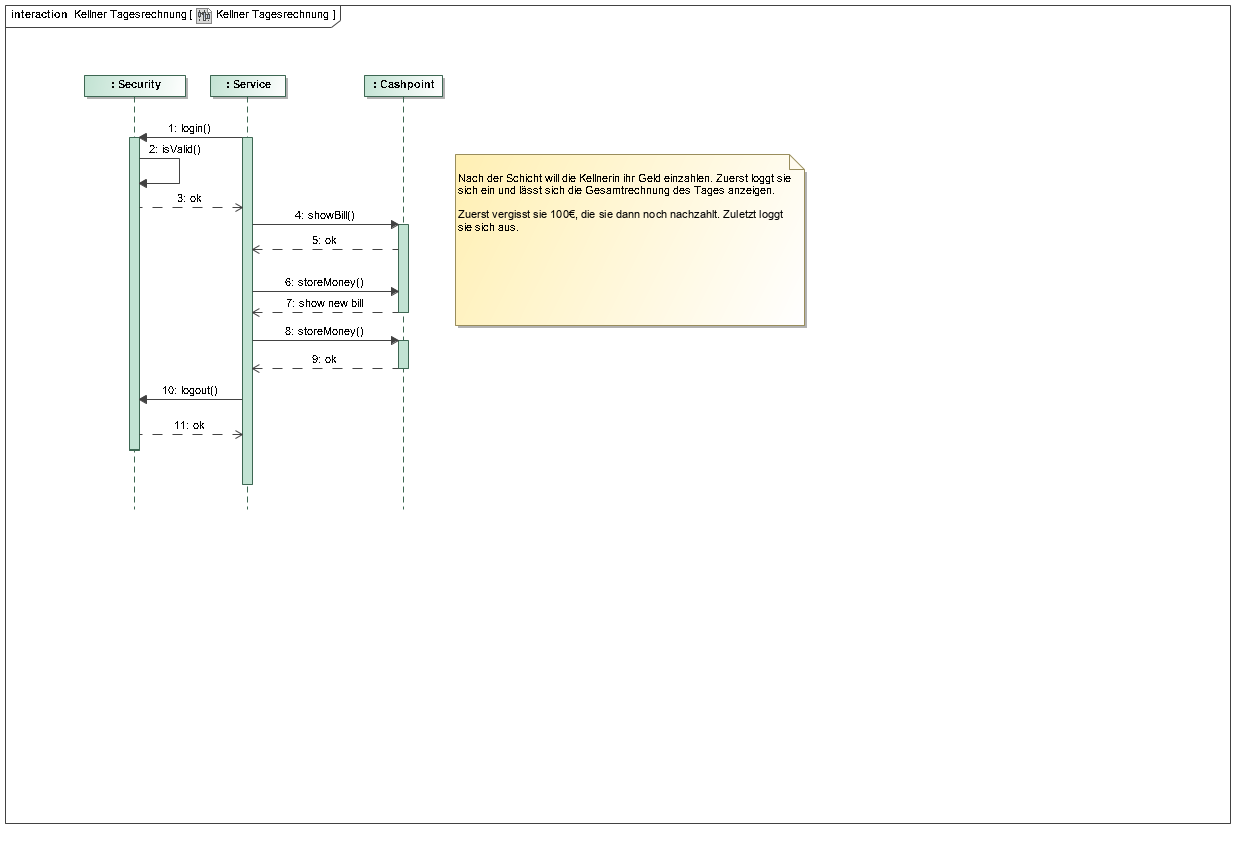 interaction Kellner Tagesrechnung [ Kellner Tagesrechnung ]
: Security
: Service
: Cashpoint
1: login()
2: isValid()
3: ok
4: showBill()
5: ok
6: storeMoney()
7: show new bill
8: storeMoney()
9: ok
10: logout()
11: ok
Nach der Schicht will die Kellnerin ihr Geld einzahlen. Zuerst loggt sie
sich ein und lässt sich die Gesamtrechnung des Tages anzeigen.
Zuerst vergisst sie 100€, die sie dann noch nachzahlt. Zuletzt loggt
sie sich aus.